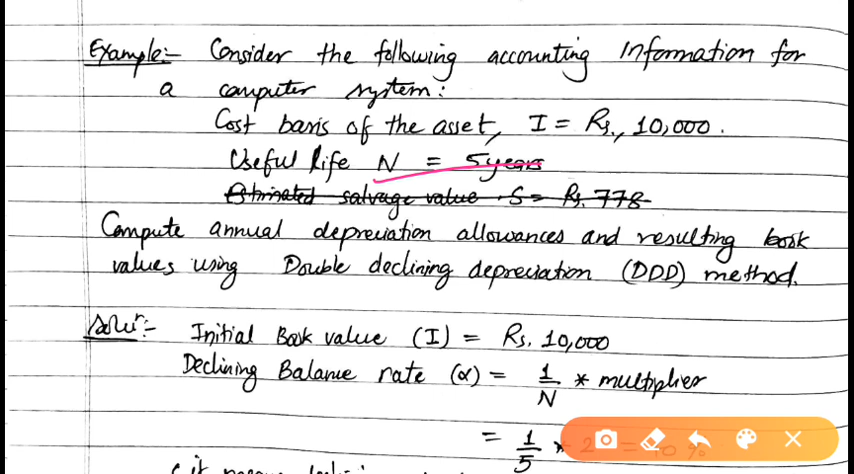 Example:- Consider the following accounting information for
a computer system:
Cost basis of the asset, I = Rs., 10,000.
Useful life N = 5 years
Estimated salvage value S = Rs. 778
Compute annual depreciation allowances and resulting book
values using Double declining depreciation (DDD) method.
Solur:- Initial Book value (I) = Rs. 10,000
Declining Balance rate (α) = 1/N * multiplier
= 1/5 * 2 =